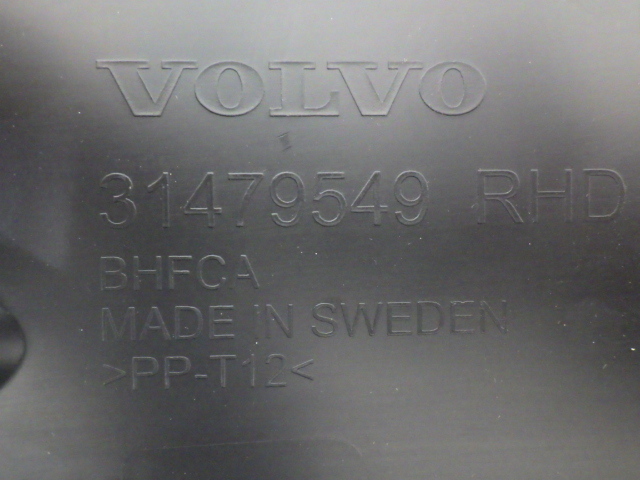 VOLVO
31479549 RHD
BHFCA
MADE IN SWEDEN
>PP-T12<